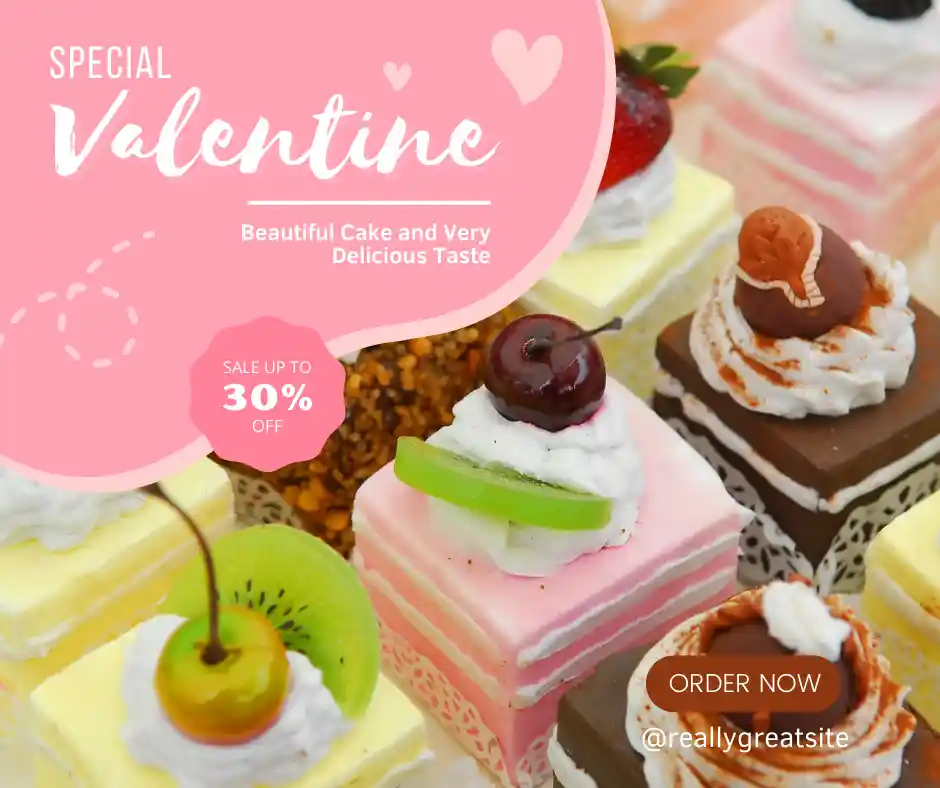 SPECIAL
Valentine
Beautiful Cake and Very
Delicious Taste
SALE UP TO
30%
OFF
ORDER NOW
@reallygreatsite